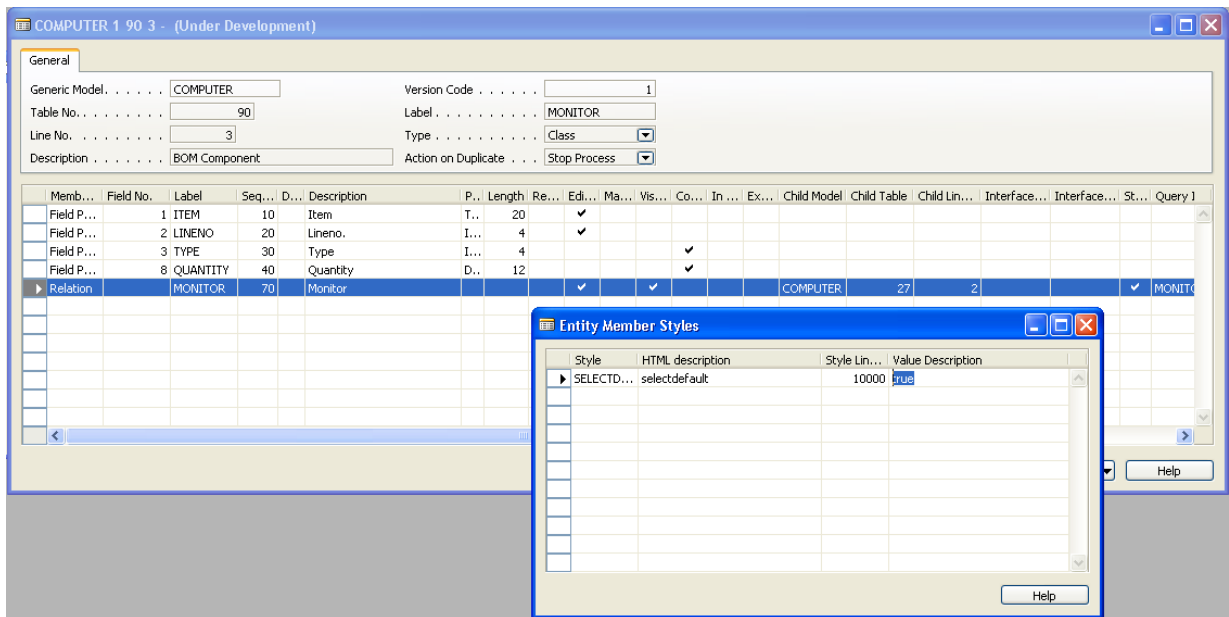 COMPUTER 1 90 3 - (Under Development)
General
Generic Model. . . . . . COMPUTER Version Code . . . . . . 1
Table No. . . . . . . . . 90 Label. . . . . . . . . . . MONITOR
Line No. . . . . . . . . 3 Type . . . . . . . . . . Class
Description . . . . . . . BOM Component Action on Duplicate . . . Stop Process
Memb... Field No. Label Seq... D... Description P... Length Re... Edi... Ma... Vis... Co... In ... Ex... Child Model Child Table Child Lin... Interface... Interface... St... Query I
Field P... 1 ITEM 10 Item T... 20
Field P... 2 LINENO 20 Lineno. I... 4
Field P... 3 TYPE 30 Type I... 4
Field P... 8 QUANTITY 40 Quantity D... 12
Relation MONITOR 70 Monitor COMPUTER 27 2 MONITO
Help
Entity Member Styles
Style HTML description Style Lin... Value Description
SELECTD... selectdefault 10000 true
Help